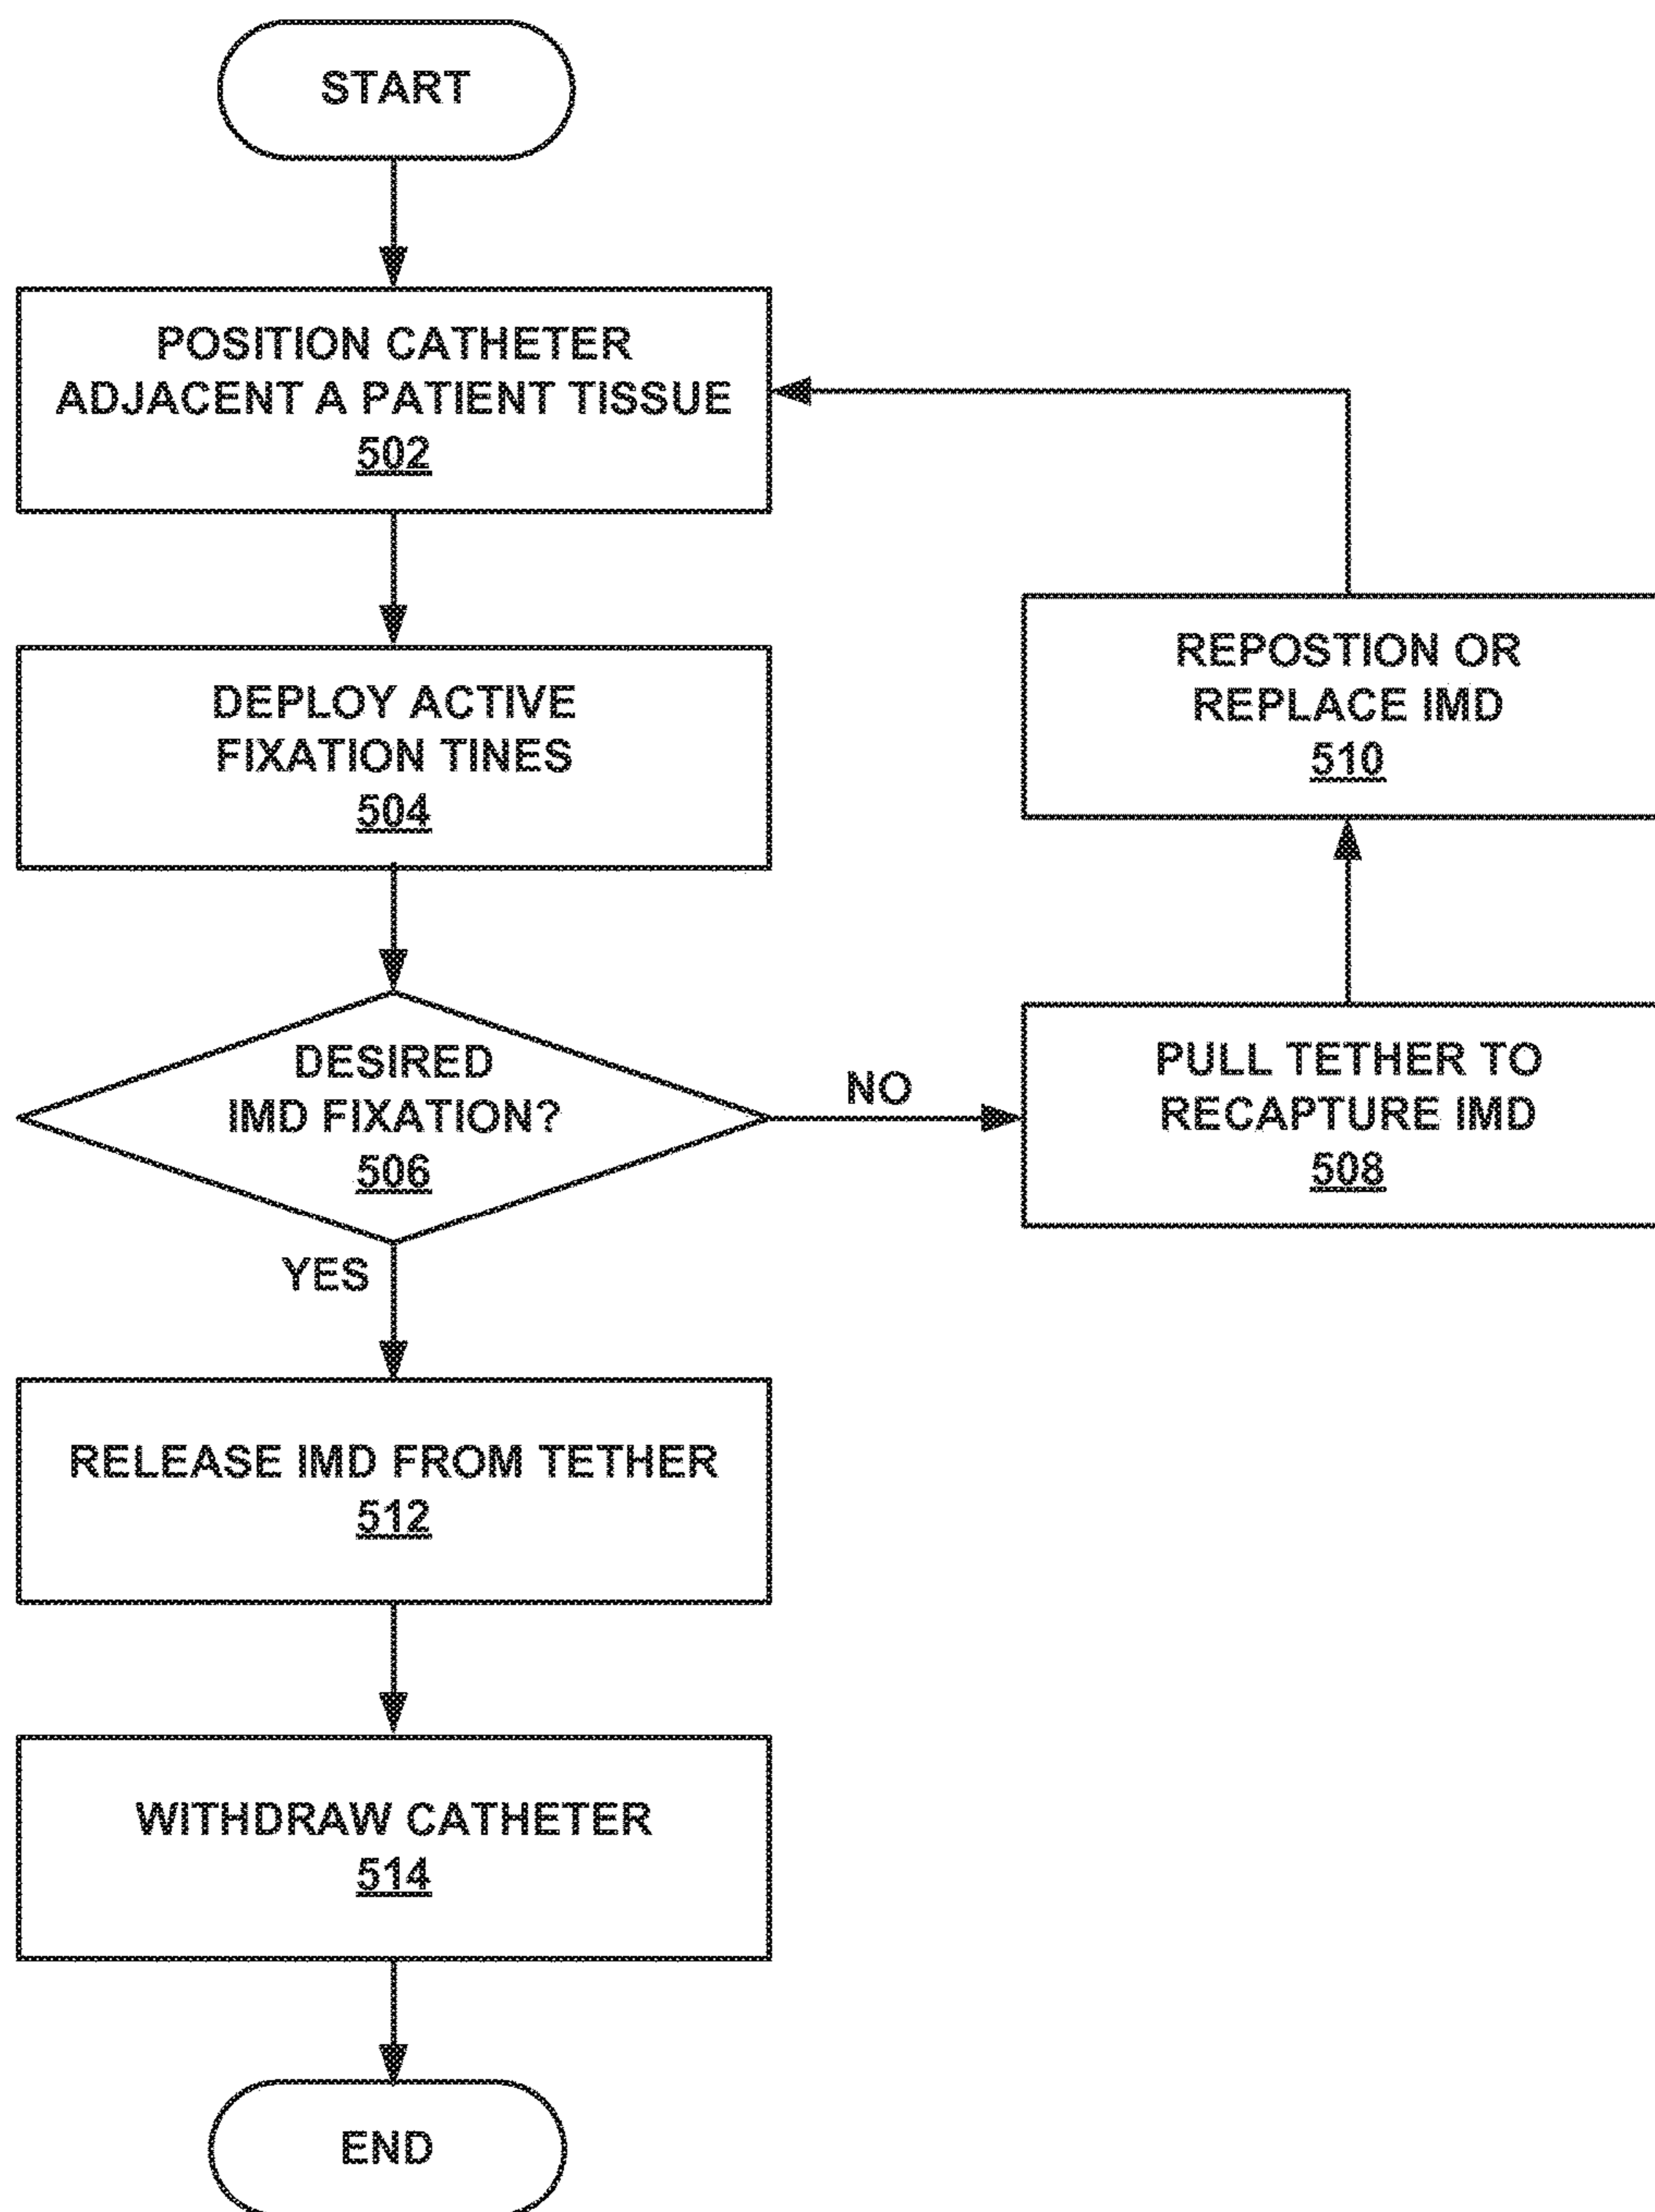 START
POSITION CATHETER
ADJACENT A PATIENT TISSUE
502
DEPLOY ACTIVE
FIXATION TINES
504
DESIRED
IMD FIXATION?
506
NO
PULL TETHER TO
RECAPTURE IMD
508
REPOSTION OR
REPLACE IMD
510
YES
RELEASE IMD FROM TETHER
512
WITHDRAW CATHETER
514
END